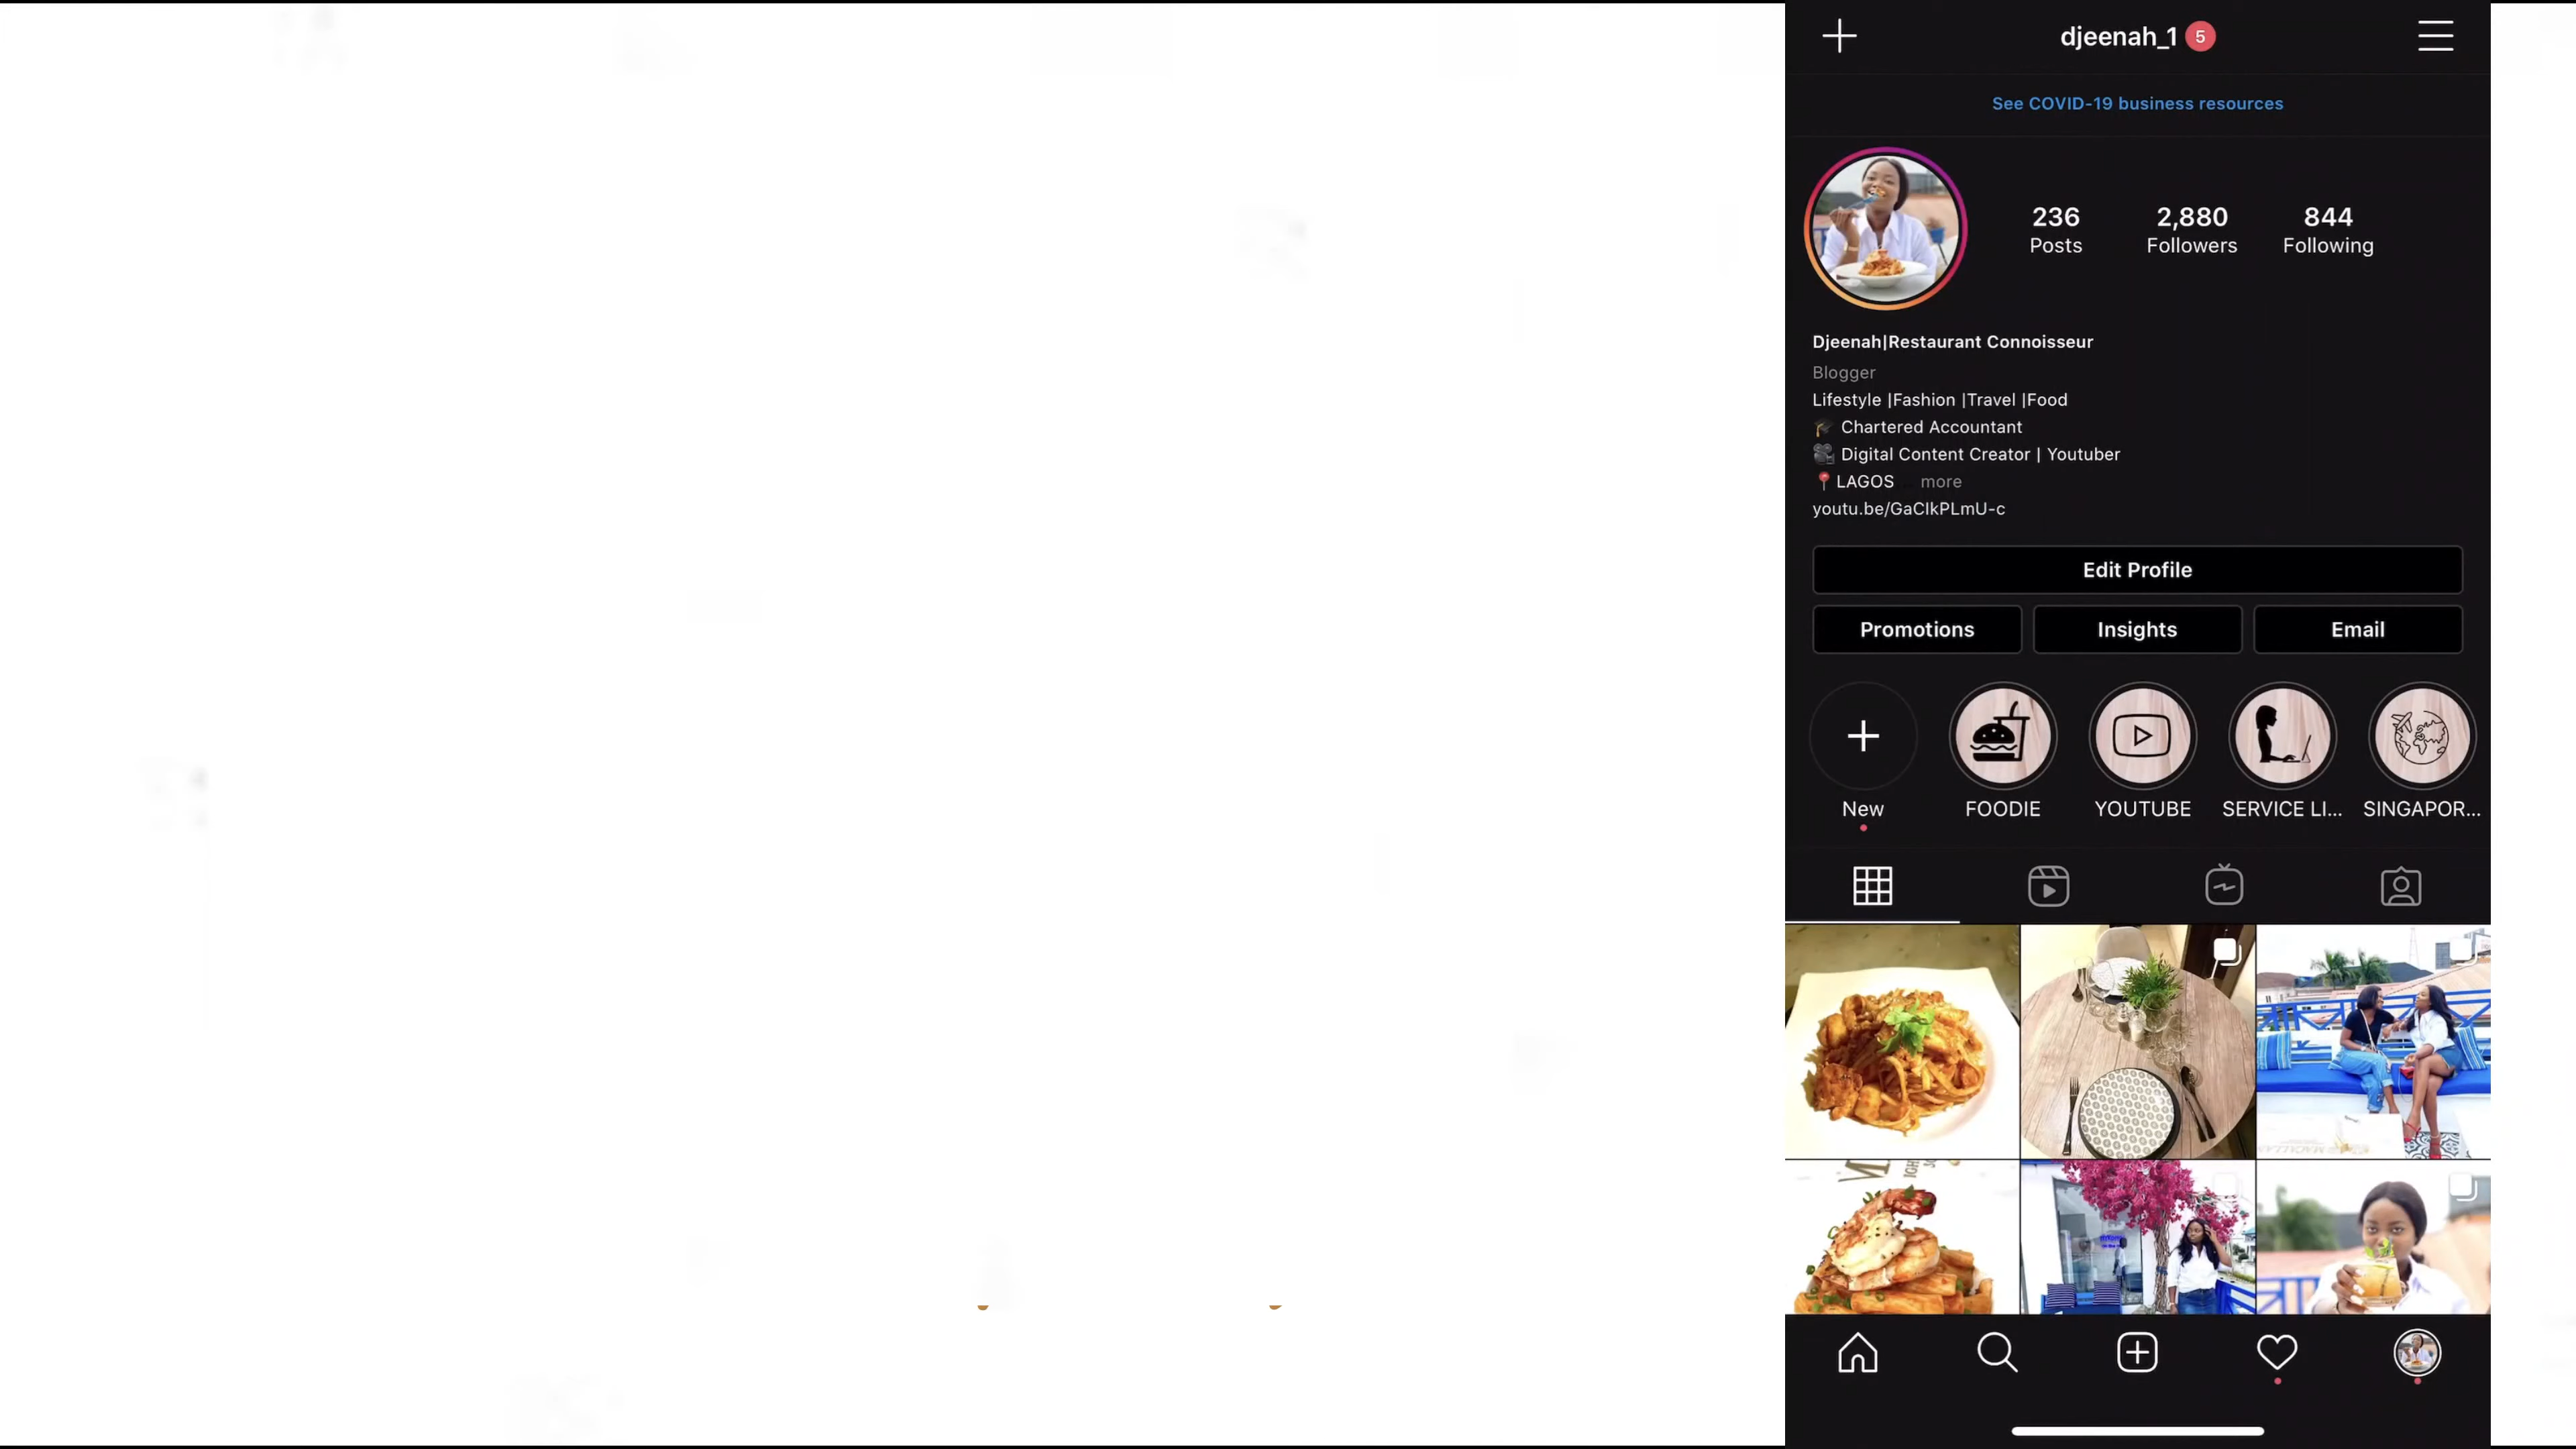 djeenah_1 5
See COVID-19 business resources
236 2,880 844
Posts Followers Following
Djeenah|Restaurant Connoisseur
Blogger
Lifestyle |Fashion |Travel |Food
🎓 Chartered Accountant
🎥 Digital Content Creator | Youtuber
📍LAGOS more
youtu.be/GaClkPLmU-c
Edit Profile
Promotions Insights Email
New FOODIE YOUTUBE SERVICE LI... SINGAPOR...